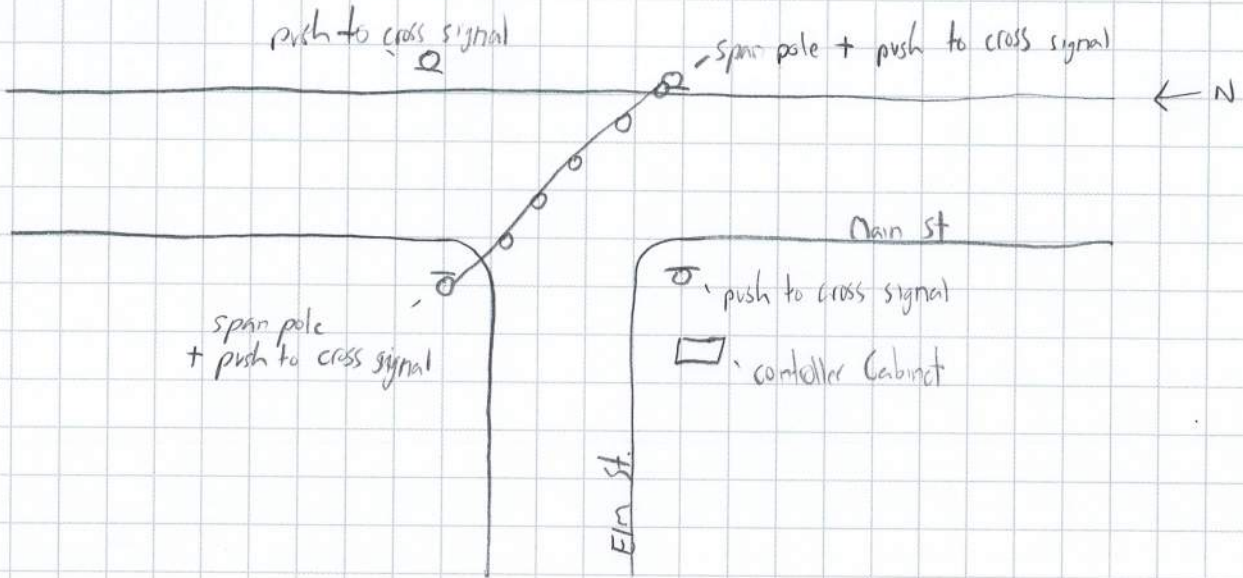 push to cross signal
span pole + push to cross signal
← N
Main St
push to cross signal
span pole
+ push to cross signal
contoller Cabinet
Elm St.